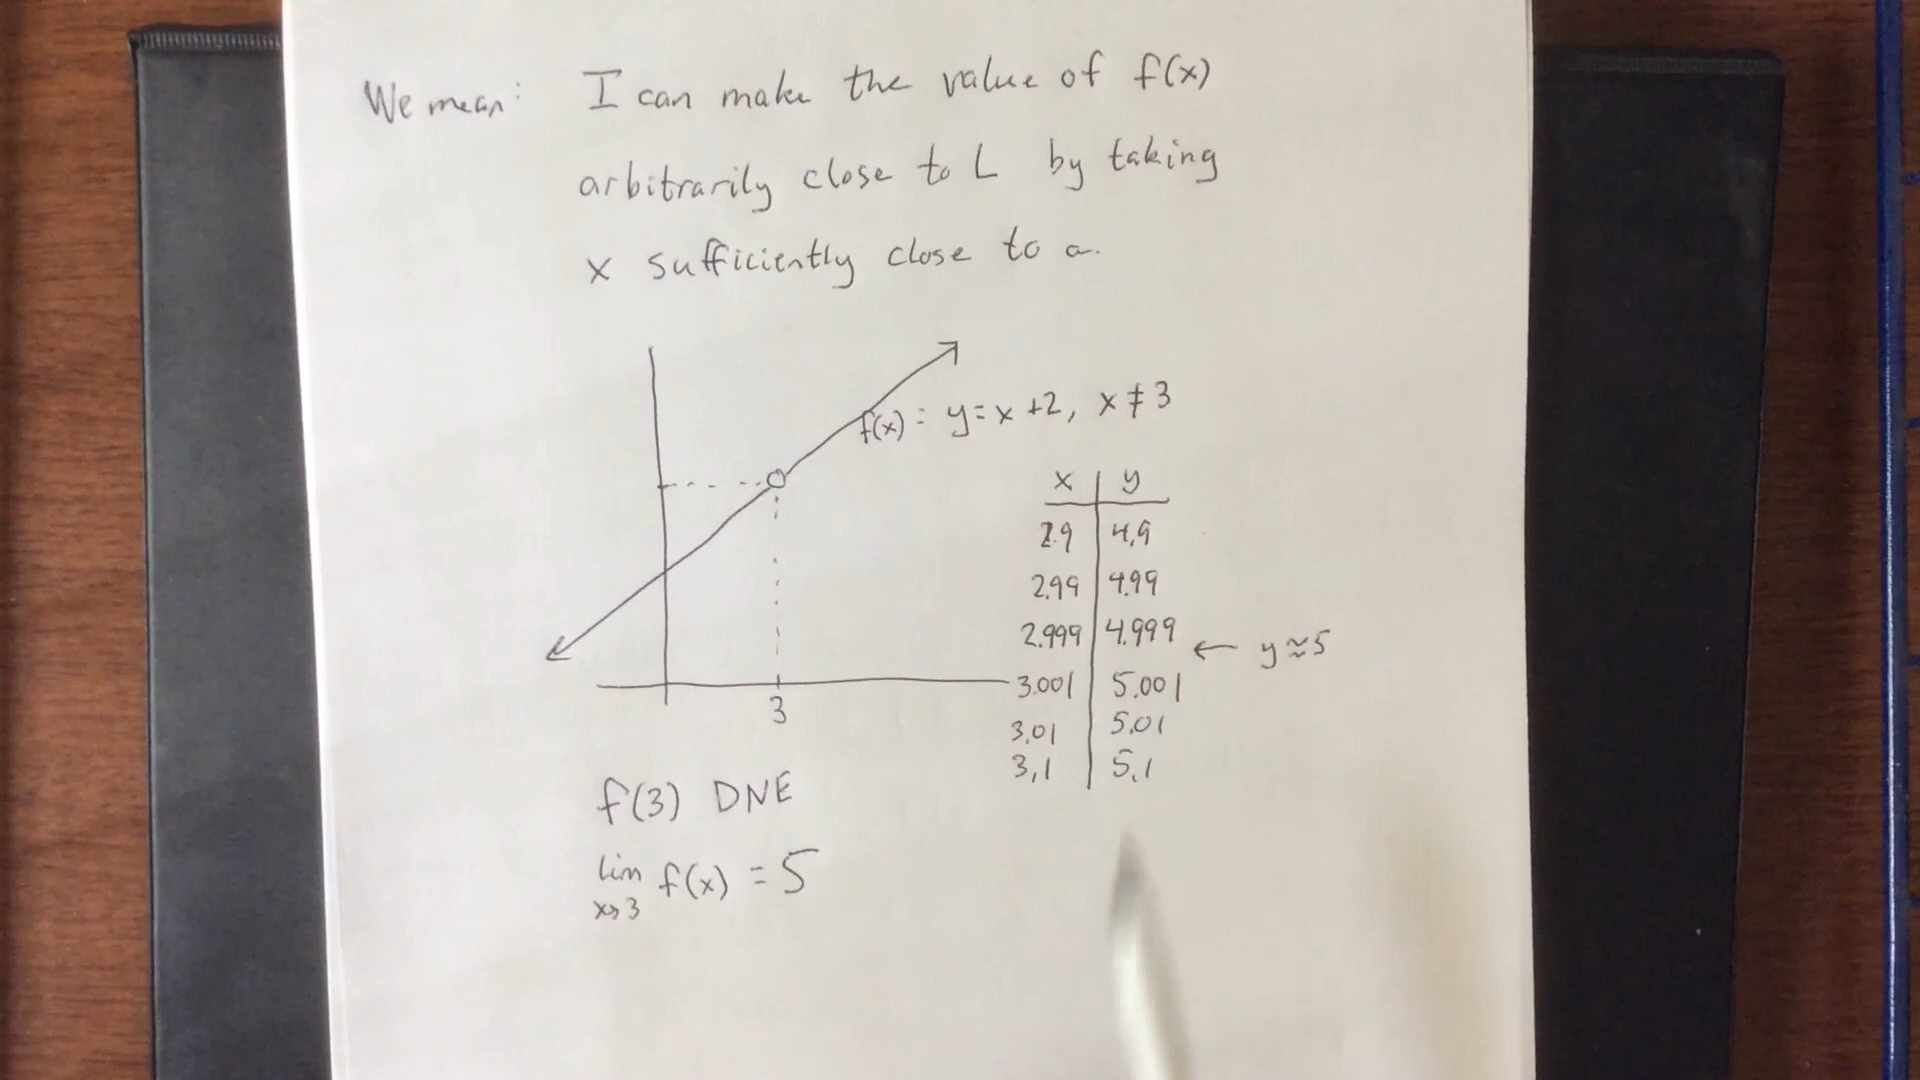 We mean: I can make the value of f(x)
arbitrarily close to L by taking
x sufficiently close to a.
f(x) = y = x + 2, x ≠ 3
x y
2.9 4.9
2.99 4.99
2.999 4.999
← y ≈ 5
3.001 5.001
3.01 5.01
3.1 5.1
3
f(3) DNE
lim f(x) = 5
x→3